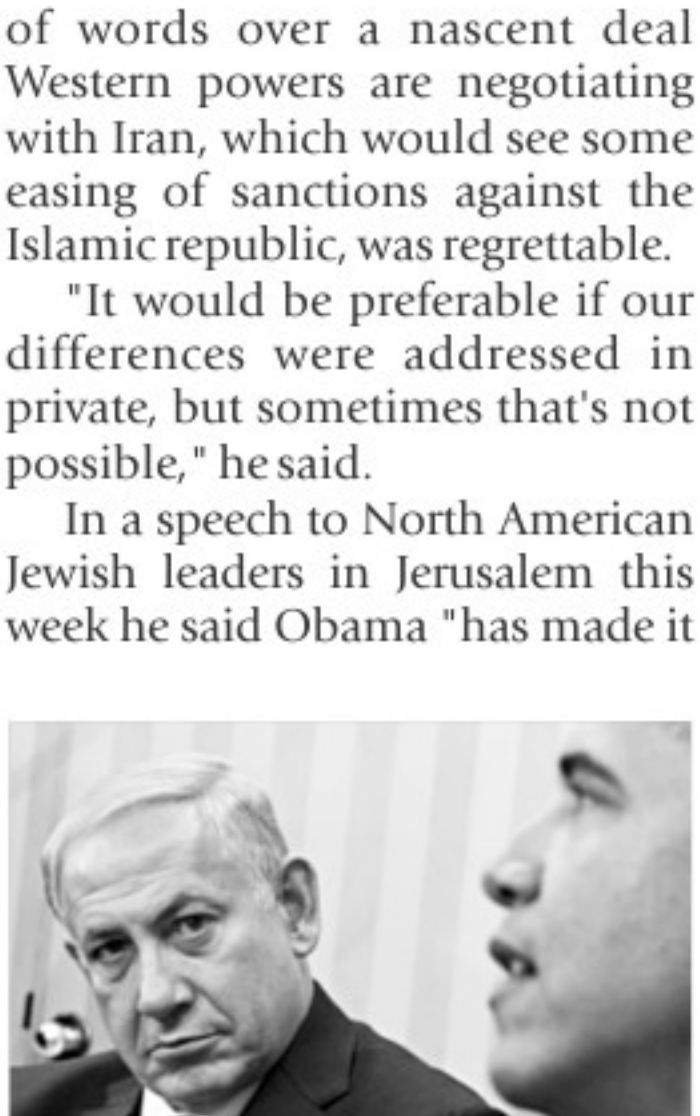 of words over a nascent deal
Western powers are negotiating
with Iran, which would see some
easing of sanctions against the
Islamic republic, was regrettable.
"It would be preferable if our
differences were addressed in
private, but sometimes that's not
possible," he said.
In a speech to North American
Jewish leaders in Jerusalem this
week he said Obama "has made it